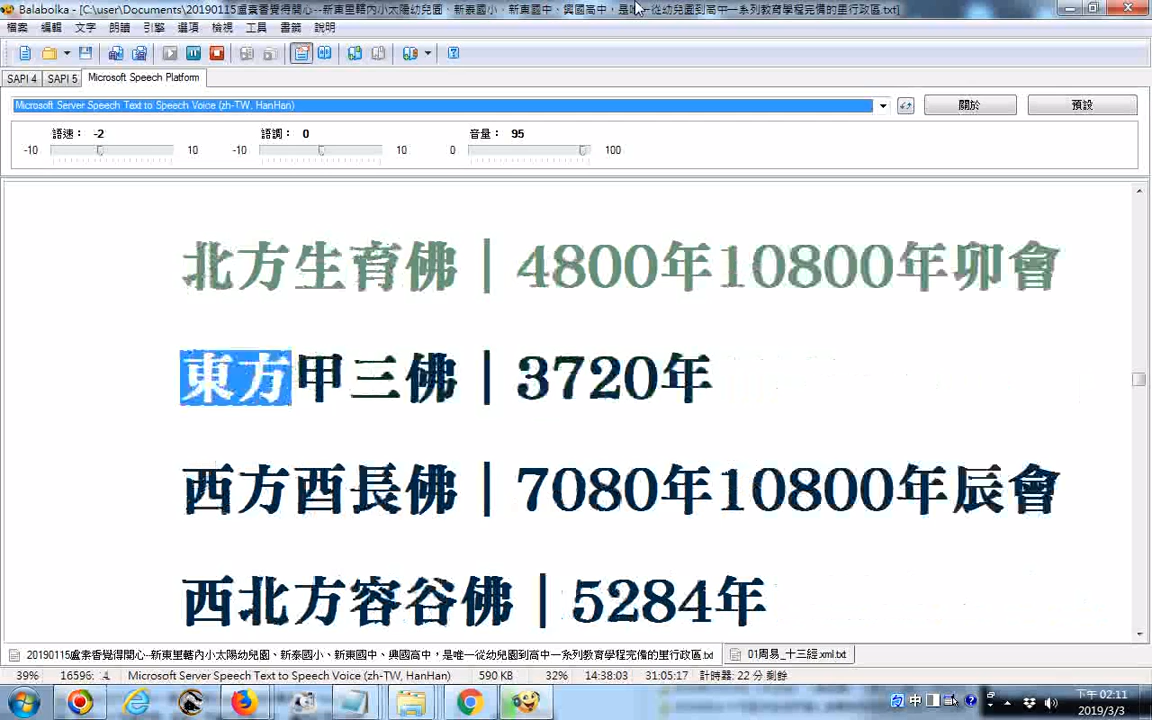 Balabolka - [C:\user\Documents\20190115盧素香覺得開心--新東里轄內小太陽幼兒園、新泰國小、新東國中、興國高中，是唯一從幼兒園到高中一系列教育學程完備的里行政區.txt]
檔案 編輯 文字 朗讀 引擎 選項 檢視 工具 書籤 說明
SAPI 4 SAPI 5 Microsoft Speech Platform
Microsoft Server Speech Text to Speech Voice (zh-TW, HanHan) 關於 預設
語速： -2 語調： 0 音量： 95
-10 10 -10 10 0 100
北方生育佛｜4800年10800年卯會
東方甲三佛｜3720年
西方酉長佛｜7080年10800年辰會
西北方容谷佛｜5284年
20190115盧素香覺得開心--新東里轄內小太陽幼兒園、新泰國小、新東國中、興國高中，是唯一從幼兒園到高中一系列教育學程完備的里行政區.txt 01周易_十三經.xml.txt
39% 16596: Microsoft Server Speech Text to Speech Voice (zh-TW, HanHan) 590 KB 32% 14:38:03 31:05:17 計時器: 22 分 剩餘
中 下午 02:11
2019/3/3